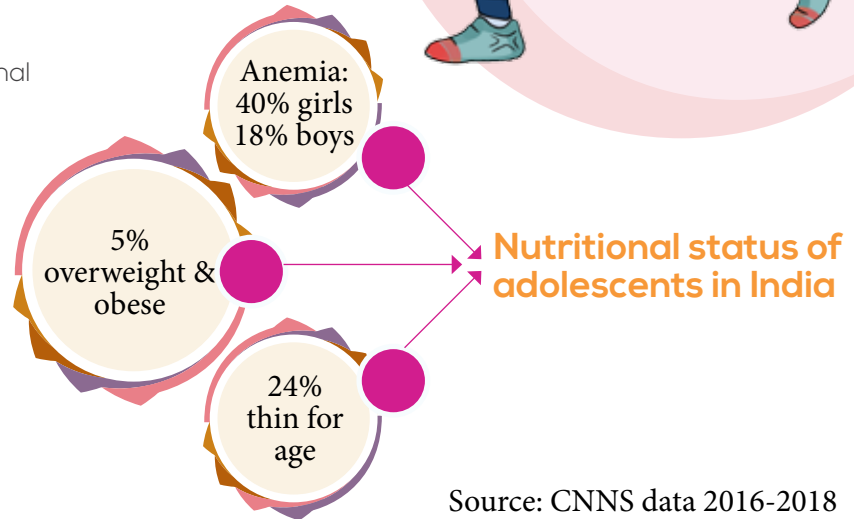 Anemia:
40% girls
18% boys
5%
overweight &
obese
24%
thin for
age
Nutritional status of
adolescents in India
Source: CNNS data 2016-2018